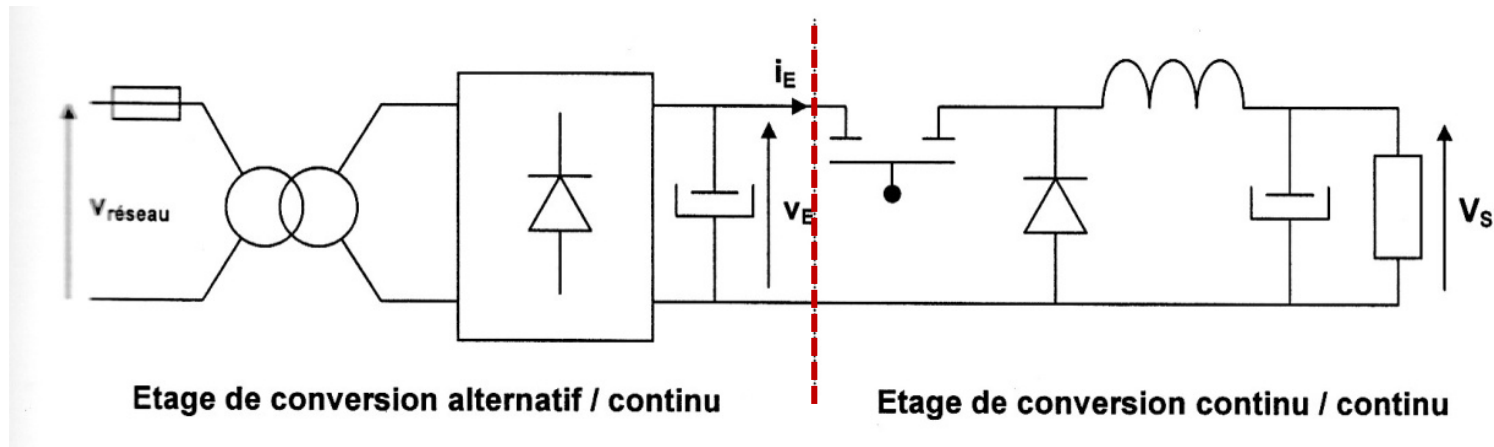 iE
Vréseau
vE
VS
Etage de conversion alternatif / continu
Etage de conversion continu / continu